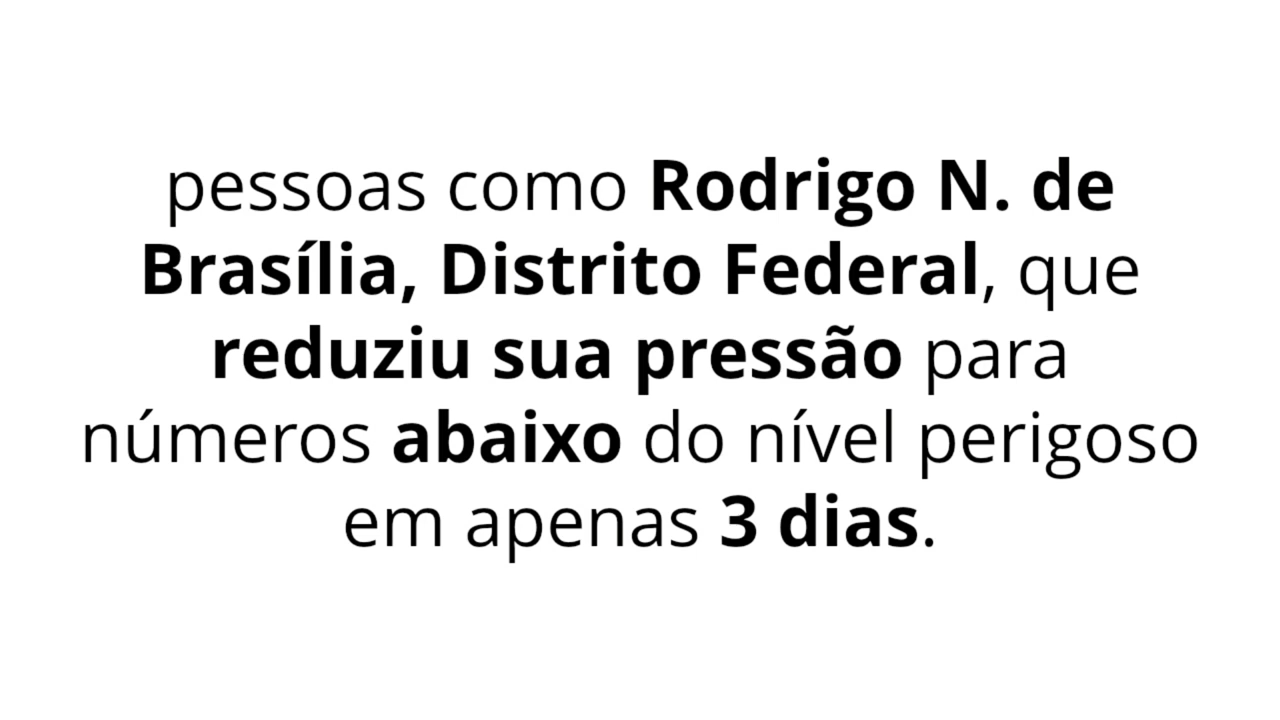 pessoas como Rodrigo N. de
Brasília, Distrito Federal, que
reduziu sua pressão para
números abaixo do nível perigoso
em apenas 3 dias.